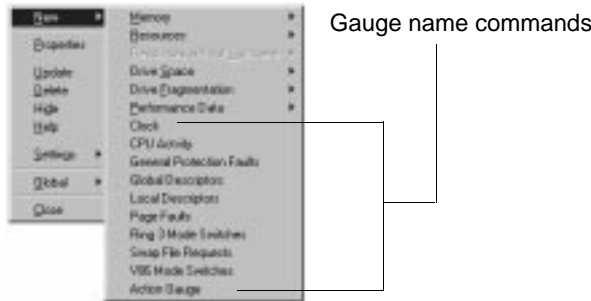 Gauge name commands
New
Properties
Update
Delete
Hide
Help
Settings
Global
Close
Memory
Resources
Drive Space
Drive Fragmentation
Performance Data
Clock
CPU Activity
General Protection Faults
Global Descriptors
Local Descriptors
Page Faults
Ring 3 Mode Switches
Swap File Requests
V86 Mode Switches
Action Gauge